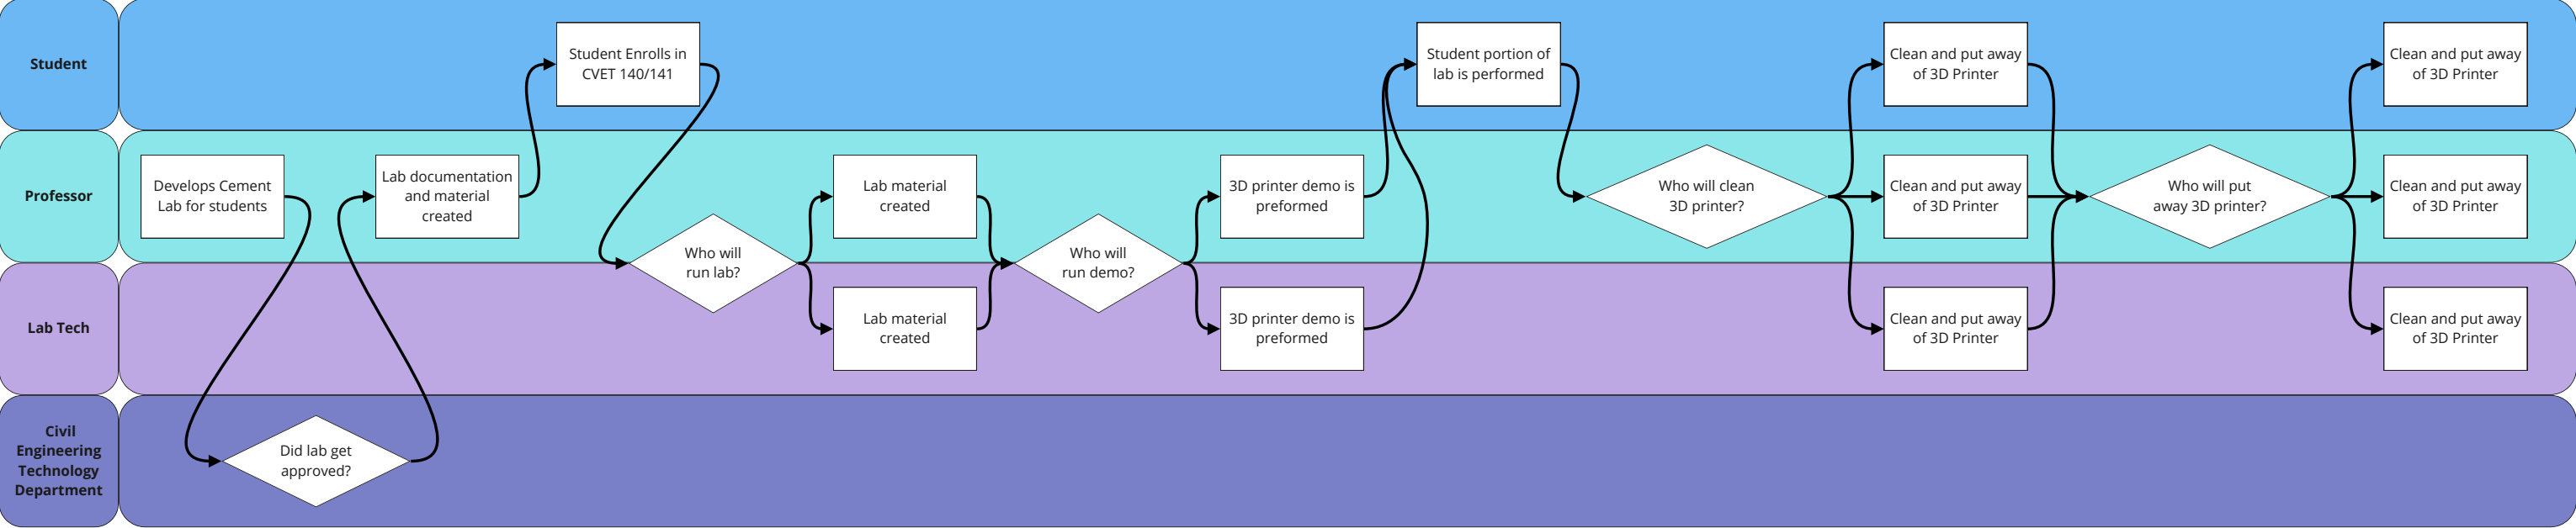 Student
Student Enrolls in
CVET 140/141
Student portion of
lab is performed
Clean and put away
of 3D Printer
Clean and put away
of 3D Printer
Professor
Develops Cement
Lab for students
Lab documentation
and material
created
Who will
run lab?
Lab material
created
Who will
run demo?
3D printer demo is
preformed
Who will clean
3D printer?
Clean and put away
of 3D Printer
Who will put
away 3D printer?
Clean and put away
of 3D Printer
Lab Tech
Lab material
created
3D printer demo is
preformed
Clean and put away
of 3D Printer
Clean and put away
of 3D Printer
Civil
Engineering
Technology
Department
Did lab get
approved?